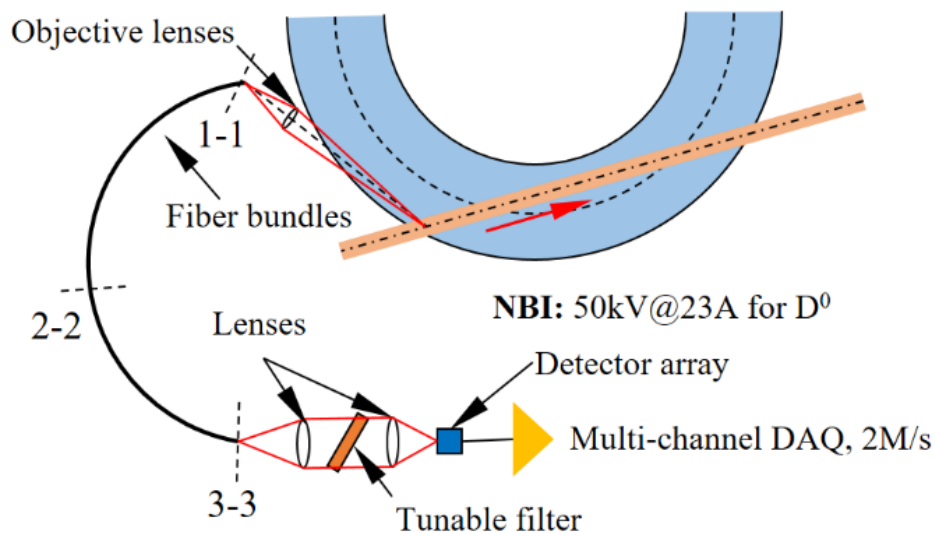 Objective lenses
1-1
Fiber bundles
2-2
NBI: 50kV@23A for D⁰
Lenses
Detector array
Multi-channel DAQ, 2M/s
3-3
Tunable filter